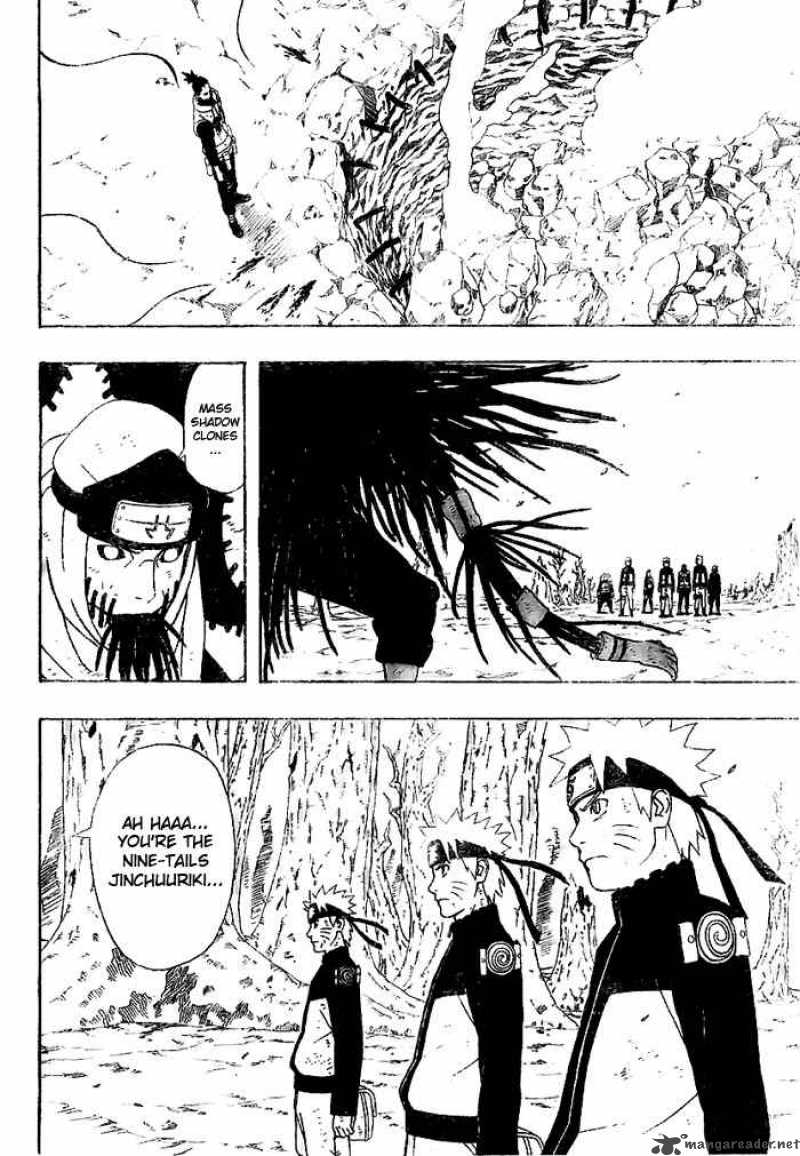 MASS
SHADOW
CLONES
...
AH HAAA...
YOU'RE THE
NINE-TAILS
JINCHUURIKI...
mangareader.net